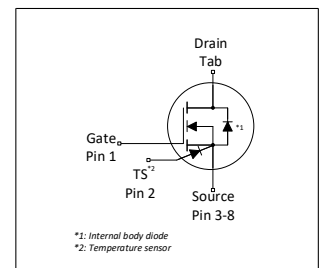 Drain
Tab
*1
Gate
Pin 1
TS*2
Pin 2
Source
Pin 3-8
*1: Internal body diode
*2: Temperature sensor